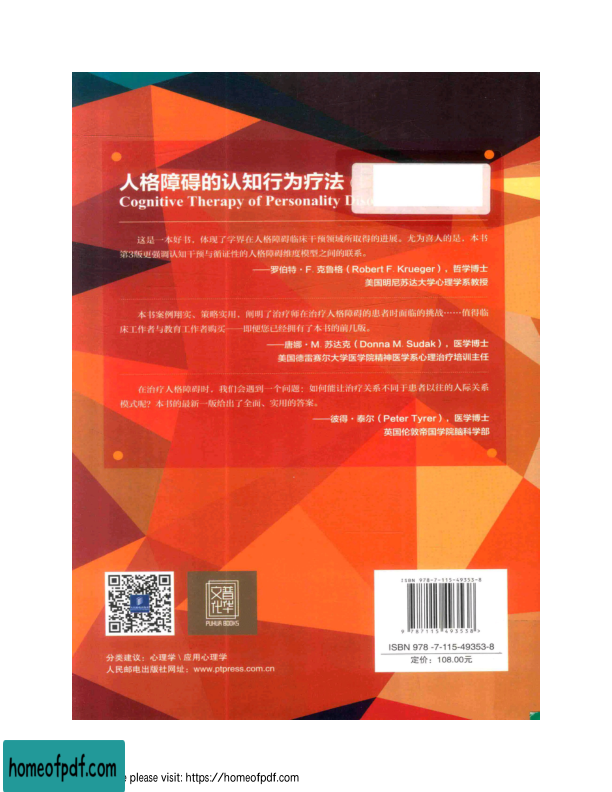 人格障碍的认知行为疗法
Cognitive Therapy of Personality
这是一本好书，体现了学界在人格障碍临床干预领域所取得的进展。尤为喜人的是，本书
第3版更强调认知干预与循证性的人格障碍维度模型之间的联系。
——罗伯特·F. 克鲁格（Robert F. Krueger），哲学博士
美国明尼苏达大学心理学系教授
本书案例翔实、策略实用，阐明了治疗师在治疗人格障碍的患者时面临的挑战……值得临
床工作者与教育工作者购买——即便您已经拥有了本书的前几版。
——唐娜·M. 苏达克（Donna M. Sudak），医学博士
美国德雷塞尔大学医学院精神医学系心理治疗培训主任
在治疗人格障碍时，我们会遇到一个问题：如何能让治疗关系不同于患者以往的人际关系
模式呢？本书的最新一版给出了全面、实用的答案。
——彼得·泰尔（Peter Tyrer），医学博士
英国伦敦帝国学院脑科学部
普华文化
PUHUA BOOKS
ISBN 978-7-115-49353-8
9 787115 493538 >
ISBN 978 -7-115-49353-8
定价：108.00元
分类建议：心理学 \ 应用心理学
人民邮电出版社网址：www.ptpress.com.cn
homeofpdf.com
please visit: https://homeofpdf.com